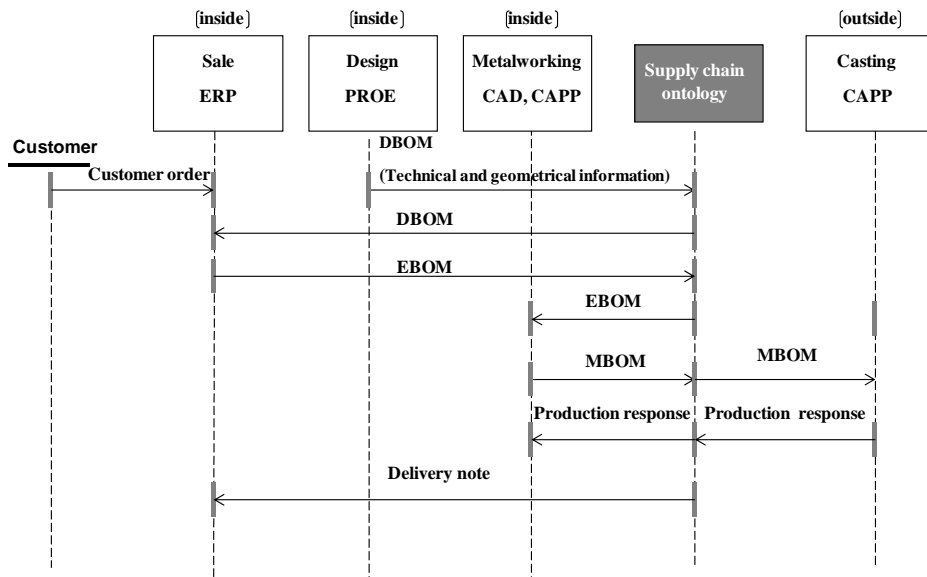 (inside)
(inside)
(inside)
(outside)
Sale
ERP
Design
PROE
Metalworking
CAD, CAPP
Supply chain
ontology
Casting
CAPP
Customer
DBOM
Customer order
(Technical and geometrical information)
DBOM
EBOM
EBOM
MBOM
MBOM
Production response
Production response
Delivery note